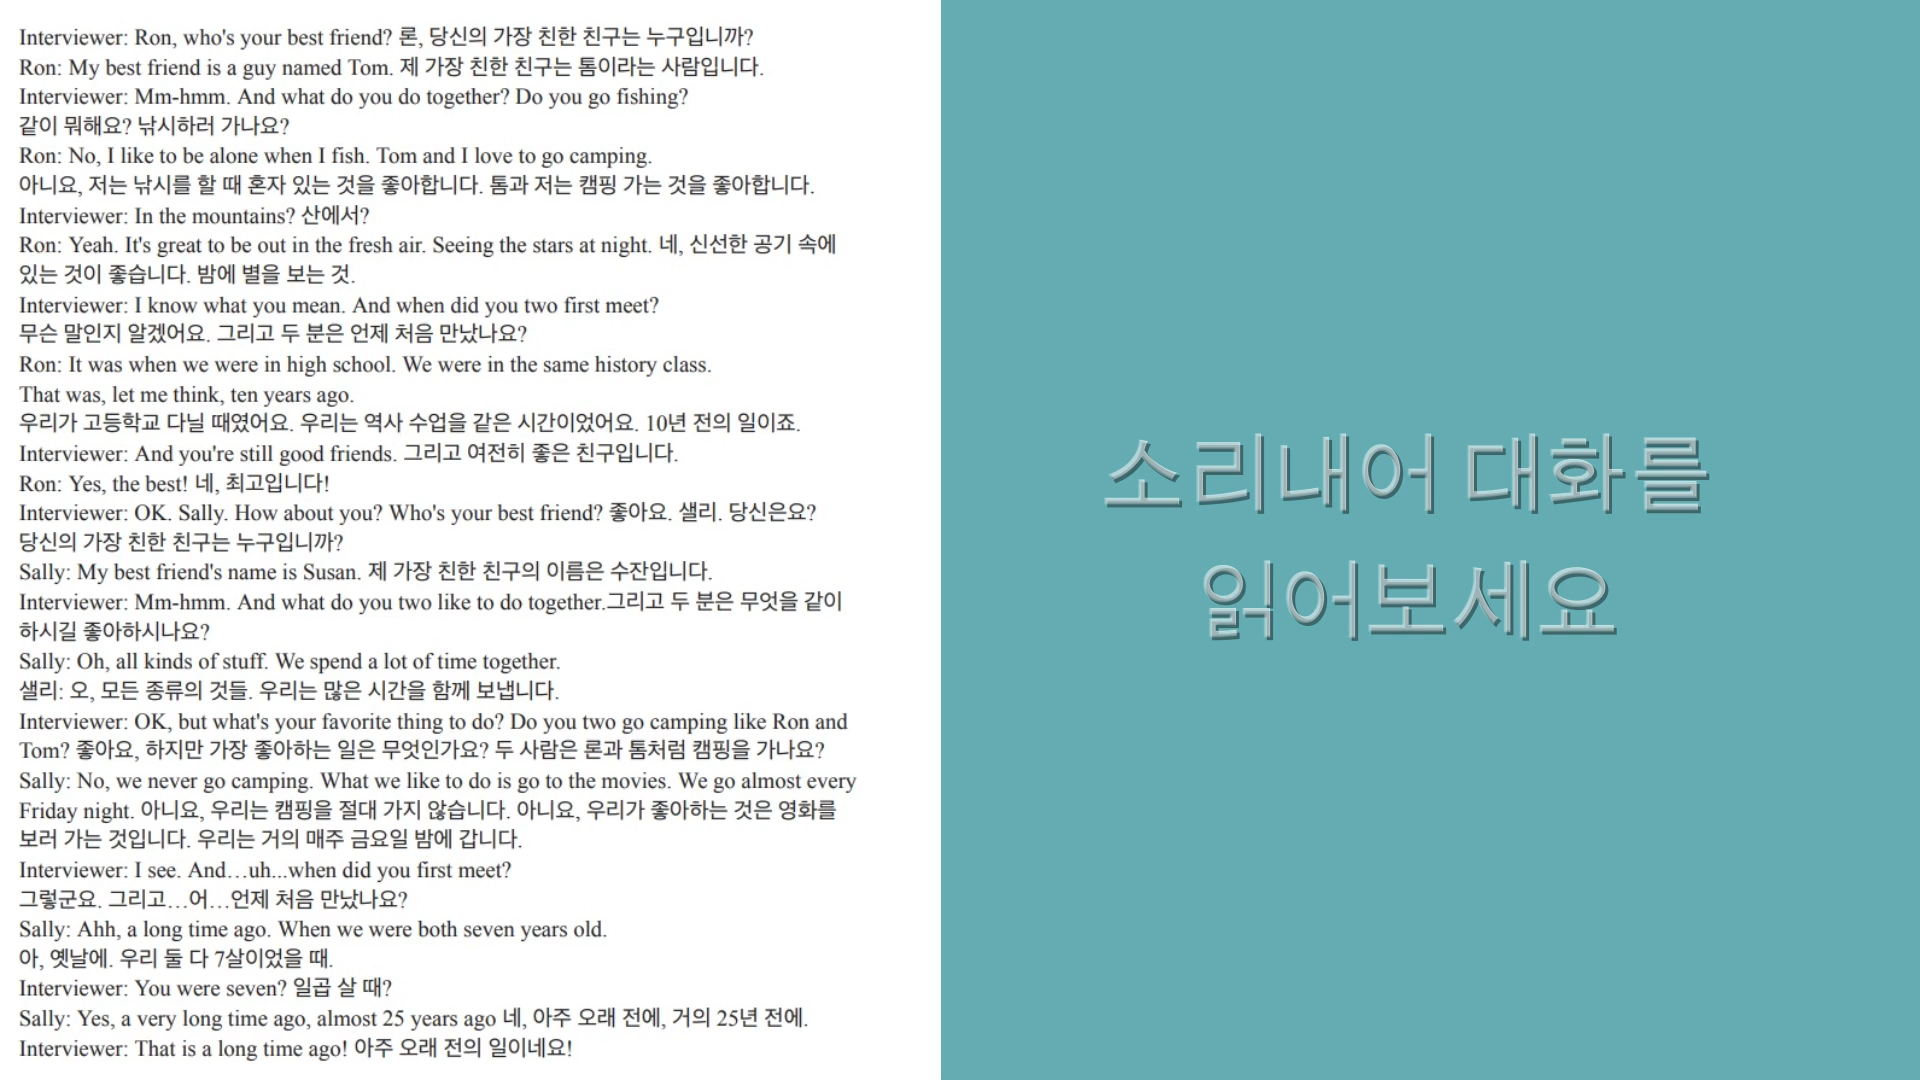 Interviewer: Ron, who's your best friend? 론, 당신의 가장 친한 친구는 누구입니까?
Ron: My best friend is a guy named Tom. 제 가장 친한 친구는 톰이라는 사람입니다.
Interviewer: Mm-hmm. And what do you do together? Do you go fishing?
같이 뭐해요? 낚시하러 가나요?
Ron: No, I like to be alone when I fish. Tom and I love to go camping.
아니요, 저는 낚시를 할 때 혼자 있는 것을 좋아합니다. 톰과 저는 캠핑 가는 것을 좋아합니다.
Interviewer: In the mountains? 산에서?
Ron: Yeah. It's great to be out in the fresh air. Seeing the stars at night. 네, 신선한 공기 속에
있는 것이 좋습니다. 밤에 별을 보는 것.
Interviewer: I know what you mean. And when did you two first meet?
무슨 말인지 알겠어요. 그리고 두 분은 언제 처음 만났나요?
Ron: It was when we were in high school. We were in the same history class.
That was, let me think, ten years ago.
우리가 고등학교 다닐 때였어요. 우리는 역사 수업을 같은 시간이었어요. 10년 전의 일이죠.
Interviewer: And you're still good friends. 그리고 여전히 좋은 친구입니다.
Ron: Yes, the best! 네, 최고입니다!
Interviewer: OK. Sally. How about you? Who's your best friend? 좋아요. 샐리. 당신은요?
당신의 가장 친한 친구는 누구입니까?
Sally: My best friend's name is Susan. 제 가장 친한 친구의 이름은 수잔입니다.
Interviewer: Mm-hmm. And what do you two like to do together.그리고 두 분은 무엇을 같이
하시길 좋아하시나요?
Sally: Oh, all kinds of stuff. We spend a lot of time together.
샐리: 오, 모든 종류의 것들. 우리는 많은 시간을 함께 보냅니다.
Interviewer: OK, but what's your favorite thing to do? Do you two go camping like Ron and
Tom? 좋아요, 하지만 가장 좋아하는 일은 무엇인가요? 두 사람은 론과 톰처럼 캠핑을 가나요?
Sally: No, we never go camping. What we like to do is go to the movies. We go almost every
Friday night. 아니요, 우리는 캠핑을 절대 가지 않습니다. 아니요, 우리가 좋아하는 것은 영화를
보러 가는 것입니다. 우리는 거의 매주 금요일 밤에 갑니다.
Interviewer: I see. And…uh...when did you first meet?
그렇군요. 그리고…어…언제 처음 만났나요?
Sally: Ahh, a long time ago. When we were both seven years old.
아, 옛날에. 우리 둘 다 7살이었을 때.
Interviewer: You were seven? 일곱 살 때?
Sally: Yes, a very long time ago, almost 25 years ago 네, 아주 오래 전에, 거의 25년 전에.
Interviewer: That is a long time ago! 아주 오래 전의 일이네요!
소리내어 대화를
읽어보세요